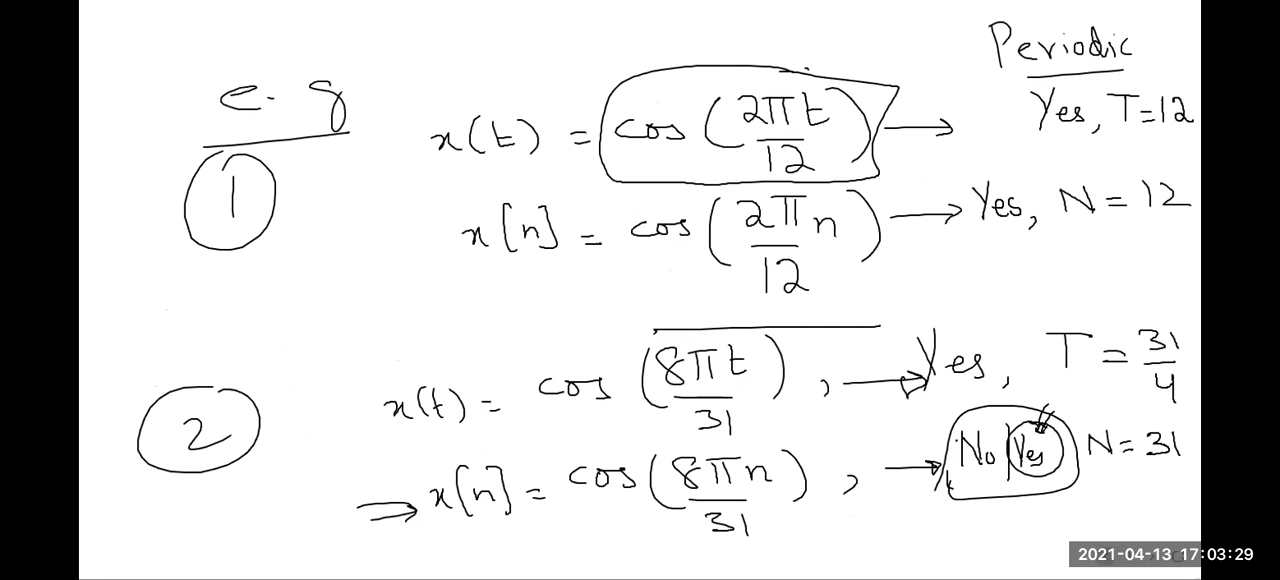 Periodic
e.g
1
x(t) = cos(2πt/12) → Yes, T=12
x[n] = cos(2πn/12) → Yes, N = 12
2
x(t) = cos(8πt/31), → Yes, T = 31/4
⇒ x[n] = cos(8πn/31), → No|Yes N = 31
2021-04-13 17:03:29